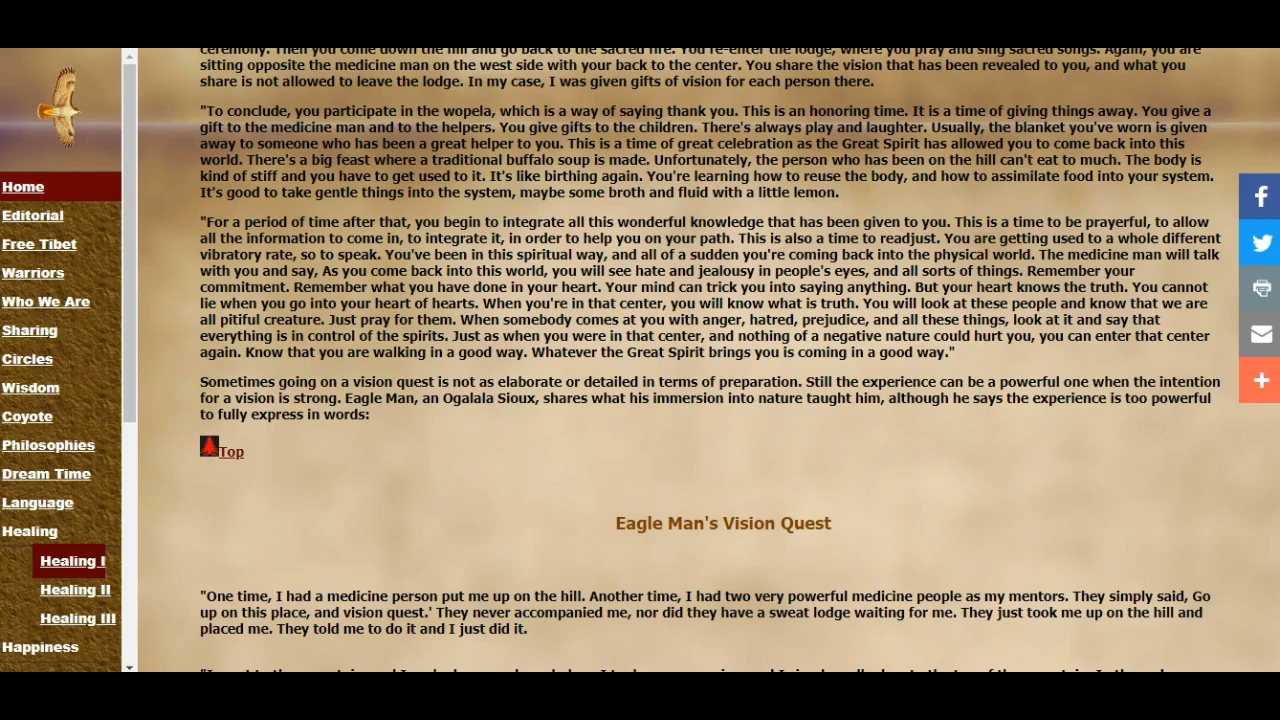 ceremony. Then you come down the hill and go back to the sacred fire. You re-enter the lodge, where you pray and sing sacred songs. Again, you are
sitting opposite the medicine man on the west side with your back to the center. You share the vision that has been revealed to you, and what you
share is not allowed to leave the lodge. In my case, I was given gifts of vision for each person there.
"To conclude, you participate in the wopela, which is a way of saying thank you. This is an honoring time. It is a time of giving things away. You give a
gift to the medicine man and to the helpers. You give gifts to the children. There's always play and laughter. Usually, the blanket you've worn is given
away to someone who has been a great helper to you. This is a time of great celebration as the Great Spirit has allowed you to come back into this
world. There's a big feast where a traditional buffalo soup is made. Unfortunately, the person who has been on the hill can't eat to much. The body is
kind of stiff and you have to get used to it. It's like birthing again. You're learning how to reuse the body, and how to assimilate food into your system.
It's good to take gentle things into the system, maybe some broth and fluid with a little lemon.
"For a period of time after that, you begin to integrate all this wonderful knowledge that has been given to you. This is a time to be prayerful, to allow
all the information to come in, to integrate it, in order to help you on your path. This is also a time to readjust. You are getting used to a whole different
vibratory rate, so to speak. You've been in this spiritual way, and all of a sudden you're coming back into the physical world. The medicine man will talk
with you and say, As you come back into this world, you will see hate and jealousy in people's eyes, and all sorts of things. Remember your
commitment. Remember what you have done in your heart. Your mind can trick you into saying anything. But your heart knows the truth. You cannot
lie when you go into your heart of hearts. When you're in that center, you will know what is truth. You will look at these people and know that we are
all pitiful creature. Just pray for them. When somebody comes at you with anger, hatred, prejudice, and all these things, look at it and say that
everything is in control of the spirits. Just as when you were in that center, and nothing of a negative nature could hurt you, you can enter that center
again. Know that you are walking in a good way. Whatever the Great Spirit brings you is coming in a good way."
Sometimes going on a vision quest is not as elaborate or detailed in terms of preparation. Still the experience can be a powerful one when the intention
for a vision is strong. Eagle Man, an Ogalala Sioux, shares what his immersion into nature taught him, although he says the experience is too powerful
to fully express in words:
Top
Eagle Man's Vision Quest
"One time, I had a medicine person put me up on the hill. Another time, I had two very powerful medicine people as my mentors. They simply said, Go
up on this place, and vision quest.' They never accompanied me, nor did they have a sweat lodge waiting for me. They just took me up on the hill and
placed me. They told me to do it and I just did it.
Home
Editorial
Free Tibet
Warriors
Who We Are
Sharing
Circles
Wisdom
Coyote
Philosophies
Dream Time
Language
Healing
Healing I
Healing II
Healing III
Happiness